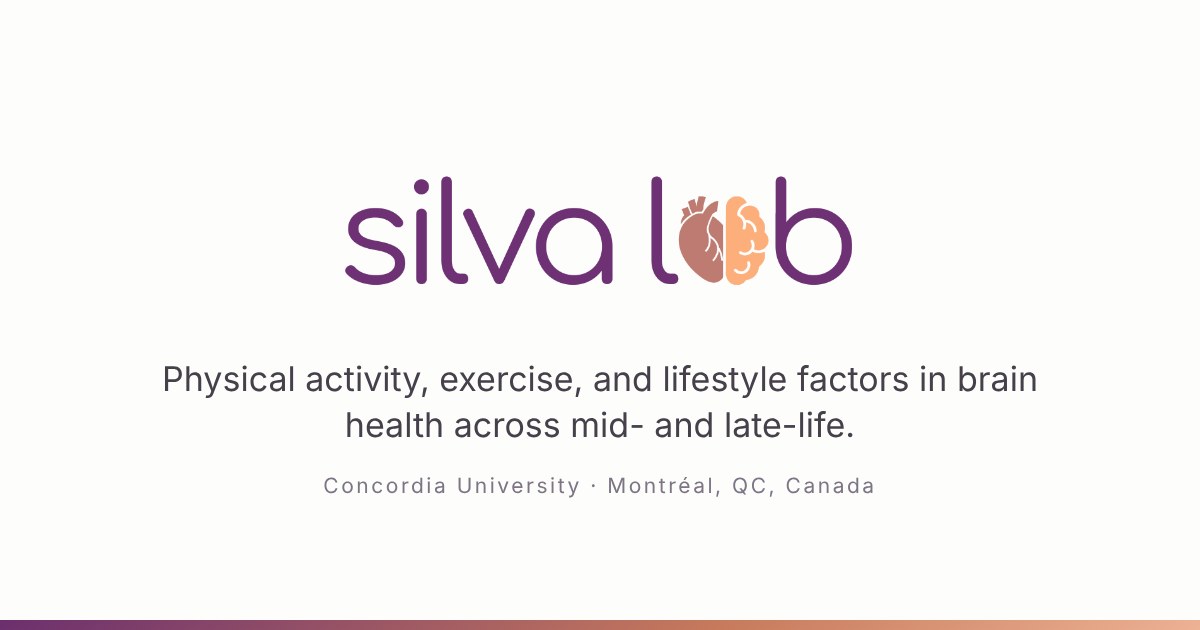 silva lab
Physical activity, exercise, and lifestyle factors in brain
health across mid- and late-life.
Concordia University · Montréal, QC, Canada